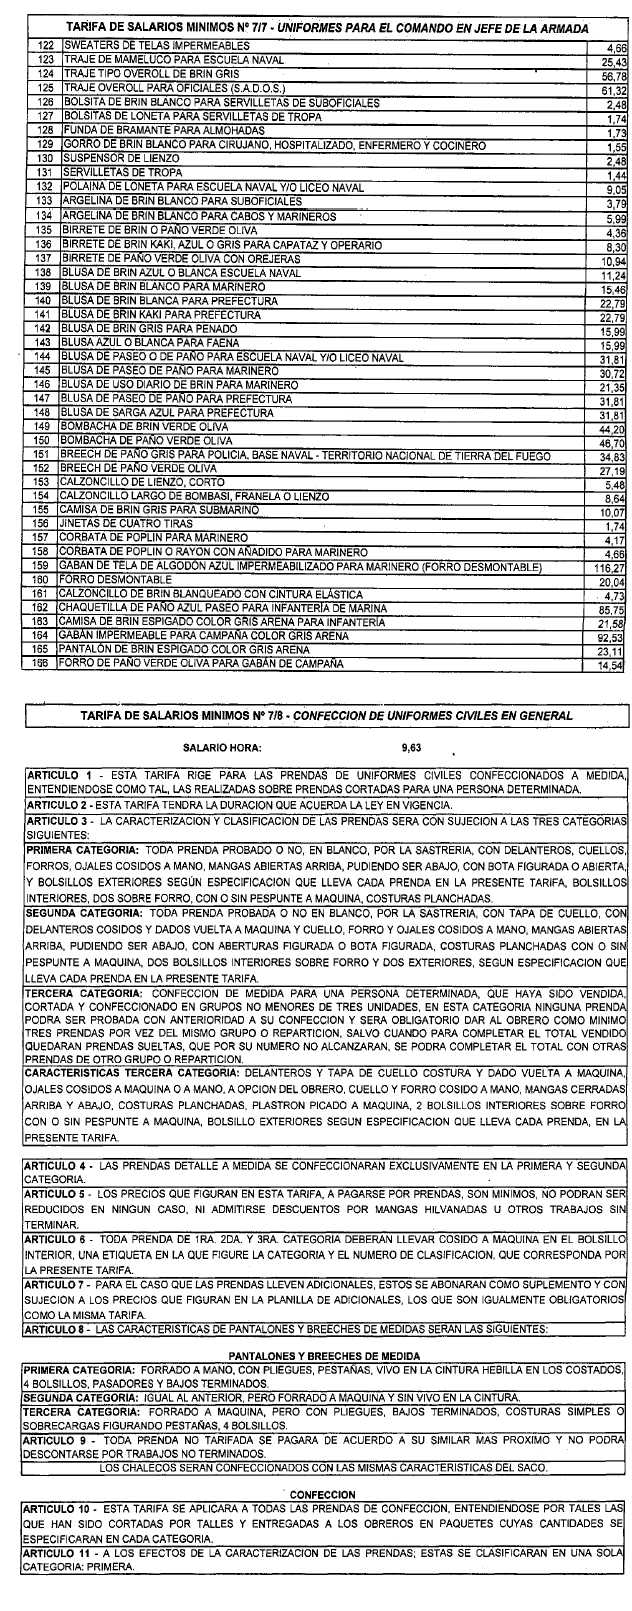 TARIFA DE SALARIOS MINIMOS Nº 7/7 - UNIFORMES PARA EL COMANDO EN JEFE DE LA ARMADA
122 SWEATERS DE TELAS IMPERMEABLES 4,66
123 TRAJE DE MAMELUCO PARA ESCUELA NAVAL 25,43
124 TRAJE TIPO OVEROLL DE BRIN GRIS 56,78
125 TRAJE OVEROLL PARA OFICIALES (S.A.D.O.S.) 61,32
126 BOLSITA DE BRIN BLANCO PARA SERVILLETAS DE SUBOFICIALES 2,48
127 BOLSITAS DE LONETA PARA SERVILLETAS DE TROPA 1,74
128 FUNDA DE BRAMANTE PARA ALMOHADAS 1,73
129 GORRO DE BRIN BLANCO PARA CIRUJANO, HOSPITALIZADO, ENFERMERO Y COCINERO 1,55
130 SUSPENSOR DE LIENZO 2,48
131 SERVILLETAS DE TROPA 1,44
132 POLAINA DE LONETA PARA ESCUELA NAVAL Y/O LICEO NAVAL 9,05
133 ARGELINA DE BRIN BLANCO PARA SUBOFICIALES 3,79
134 ARGELINA DE BRIN BLANCO PARA CABOS Y MARINEROS 5,99
135 BIRRETE DE BRIN O PAÑO VERDE OLIVA 4,36
136 BIRRETE DE BRIN KAKI, AZUL O GRIS PARA CAPATAZ Y OPERARIO 8,30
137 BIRRETE DE PAÑO VERDE OLIVA CON OREJERAS 10,94
138 BLUSA DE BRIN AZUL O BLANCA ESCUELA NAVAL 11,24
139 BLUSA DE BRIN BLANCO PARA MARINERO 15,46
140 BLUSA DE BRIN BLANCA PARA PREFECTURA 22,79
141 BLUSA DE BRIN KAKI PARA PREFECTURA 22,79
142 BLUSA DE BRIN GRIS PARA PENADO 15,99
143 BLUSA AZUL O BLANCA PARA FAENA 15,99
144 BLUSA DE PASEO O DE PAÑO PARA ESCUELA NAVAL Y/O LICEO NAVAL 31,81
145 BLUSA DE PASEO DE PAÑO PARA MARINERO 30,72
146 BLUSA DE USO DIARIO DE BRIN PARA MARINERO 21,35
147 BLUSA DE PASEO DE PAÑO PARA PREFECTURA 31,81
148 BLUSA DE SARGA AZUL PARA PREFECTURA 31,81
149 BOMBACHA DE BRIN VERDE OLIVA 44,20
150 BOMBACHA DE PAÑO VERDE OLIVA 46,70
151 BREECH DE PAÑO GRIS PARA POLICIA, BASE NAVAL - TERRITORIO NACIONAL DE TIERRA DEL FUEGO 34,83
152 BREECH DE PAÑO VERDE OLIVA 27,19
153 CALZONCILLO DE LIENZO, CORTO 5,48
154 CALZONCILLO LARGO DE BOMBASI, FRANELA O LIENZO 8,64
155 CAMISA DE BRIN GRIS PARA SUBMARINO 10,07
156 JINETAS DE CUATRO TIRAS 1,74
157 CORBATA DE POPLIN PARA MARINERO 4,17
158 CORBATA DE POPLIN O RAYON CON AÑADIDO PARA MARINERO 4,66
159 GABAN DE TELA DE ALGODÓN AZUL IMPERMEABILIZADO PARA MARINERO (FORRO DESMONTABLE) 116,27
160 FORRO DESMONTABLE 20,04
161 CALZONCILLO DE BRIN BLANQUEADO CON CINTURA ELÁSTICA 4,73
162 CHAQUETILLA DE PAÑO AZUL PASEO PARA INFANTERÍA DE MARINA 85,75
163 CAMISA DE BRIN ESPIGADO COLOR GRIS ARENA PARA INFANTERÍA 21,58
164 GABÁN IMPERMEABLE PARA CAMPAÑA COLOR GRIS ARENA 92,53
165 PANTALÓN DE BRIN ESPIGADO COLOR GRIS ARENA 23,11
166 FORRO DE PAÑO VERDE OLIVA PARA GABÁN DE CAMPAÑA 14,54
TARIFA DE SALARIOS MINIMOS Nº 7/8 - CONFECCION DE UNIFORMES CIVILES EN GENERAL
SALARIO HORA: 9,63
ARTICULO 1 - ESTA TARIFA RIGE PARA LAS PRENDAS DE UNIFORMES CIVILES CONFECCIONADOS A MEDIDA,
ENTENDIENDOSE COMO TAL, LAS REALIZADAS SOBRE PRENDAS CORTADAS PARA UNA PERSONA DETERMINADA.
ARTICULO 2 - ESTA TARIFA TENDRA LA DURACION QUE ACUERDA LA LEY EN VIGENCIA.
ARTICULO 3 - LA CARACTERIZACION Y CLASIFICACION DE LAS PRENDAS SERA CON SUJECION A LAS TRES CATEGORIAS
SIGUIENTES:
PRIMERA CATEGORIA: TODA PRENDA PROBADO O NO, EN BLANCO, POR LA SASTRERIA, CON DELANTEROS, CUELLOS,
FORROS, OJALES COSIDOS A MANO, MANGAS ABIERTAS ARRIBA, PUDIENDO SER ABAJO, CON BOTA FIGURADA O ABIERTA,
Y BOLSILLOS EXTERIORES SEGÚN ESPECIFICACION QUE LLEVA CADA PRENDA EN LA PRESENTE TARIFA, BOLSILLOS
INTERIORES, DOS SOBRE FORRO, CON O SIN PESPUNTE A MAQUINA, COSTURAS PLANCHADAS.
SEGUNDA CATEGORIA: TODA PRENDA PROBADA O NO EN BLANCO, POR LA SASTRERIA, CON TAPA DE CUELLO, CON
DELANTEROS COSIDOS Y DADOS VUELTA A MAQUINA Y CUELLO, FORRO Y OJALES COSIDOS A MANO, MANGAS ABIERTAS
ARRIBA, PUDIENDO SER ABAJO, CON ABERTURAS FIGURADA O BOTA FIGURADA, COSTURAS PLANCHADAS CON O SIN
PESPUNTE A MAQUINA, DOS BOLSILLOS INTERIORES SOBRE FORRO Y DOS EXTERIORES, SEGUN ESPECIFICACION QUE
LLEVA CADA PRENDA EN LA PRESENTE TARIFA.
TERCERA CATEGORIA: CONFECCION DE MEDIDA PARA UNA PERSONA DETERMINADA, QUE HAYA SIDO VENDIDA,
CORTADA Y CONFECCIONADO EN GRUPOS NO MENORES DE TRES UNIDADES, EN ESTA CATEGORIA NINGUNA PRENDA
PODRA SER PROBADA CON ANTERIORIDAD A SU CONFECCION Y SERA OBLIGATORIO DAR AL OBRERO COMO MINIMO
TRES PRENDAS POR VEZ DEL MISMO GRUPO O REPARTICION, SALVO CUANDO PARA COMPLETAR EL TOTAL VENDIDO
QUEDARAN PRENDAS SUELTAS, QUE POR SU NUMERO NO ALCANZARAN, SE PODRA COMPLETAR EL TOTAL CON OTRAS
PRENDAS DE OTRO GRUPO O REPARTICION.
CARACTERISTICAS TERCERA CATEGORIA: DELANTEROS Y TAPA DE CUELLO COSTURA Y DADO VUELTA A MAQUINA,
OJALES COSIDOS A MAQUINA O A MANO, A OPCION DEL OBRERO, CUELLO Y FORRO COSIDO A MANO, MANGAS CERRADAS
ARRIBA Y ABAJO, COSTURAS PLANCHADAS, PLASTRON PICADO A MAQUINA, 2 BOLSILLOS INTERIORES SOBRE FORRO
CON O SIN PESPUNTE A MAQUINA, BOLSILLO EXTERIORES SEGUN ESPECIFICACION QUE LLEVA CADA PRENDA, EN LA
PRESENTE TARIFA.
ARTICULO 4 - LAS PRENDAS DETALLE A MEDIDA SE CONFECCIONARAN EXCLUSIVAMENTE EN LA PRIMERA Y SEGUNDA
CATEGORIA.
ARTICULO 5 - LOS PRECIOS QUE FIGURAN EN ESTA TARIFA, A PAGARSE POR PRENDAS, SON MINIMOS, NO PODRAN SER
REDUCIDOS EN NINGUN CASO, NI ADMITIRSE DESCUENTOS POR MANGAS HILVANADAS U OTROS TRABAJOS SIN
TERMINAR.
ARTICULO 6 - TODA PRENDA DE 1RA. 2DA. Y 3RA. CATEGORIA DEBERAN LLEVAR COSIDO A MAQUINA EN EL BOLSILLO
INTERIOR, UNA ETIQUETA EN LA QUE FIGURE LA CATEGORIA Y EL NUMERO DE CLASIFICACION, QUE CORRESPONDA POR
LA PRESENTE TARIFA.
ARTICULO 7 - PARA EL CASO QUE LAS PRENDAS LLEVEN ADICIONALES, ESTOS SE ABONARAN COMO SUPLEMENTO Y CON
SUJECION A LOS PRECIOS QUE FIGURAN EN LA PLANILLA DE ADICIONALES, LOS QUE SON IGUALMENTE OBLIGATORIOS
COMO LA MISMA TARIFA.
ARTICULO 8 - LAS CARACTERISTICAS DE PANTALONES Y BREECHES DE MEDIDAS SERAN LAS SIGUIENTES:
PANTALONES Y BREECHES DE MEDIDA
PRIMERA CATEGORIA: FORRADO A MANO, CON PLIEGUES, PESTAÑAS, VIVO EN LA CINTURA HEBILLA EN LOS COSTADOS,
4 BOLSILLOS, PASADORES Y BAJOS TERMINADOS.
SEGUNDA CATEGORIA: IGUAL AL ANTERIOR, PERO FORRADO A MAQUINA Y SIN VIVO EN LA CINTURA.
TERCERA CATEGORIA: FORRADO A MAQUINA, PERO CON PLIEGUES, BAJOS TERMINADOS, COSTURAS SIMPLES O
SOBRECARGAS FIGURANDO PESTAÑAS, 4 BOLSILLOS.
ARTICULO 9 - TODA PRENDA NO TARIFADA SE PAGARA DE ACUERDO A SU SIMILAR MAS PROXIMO Y NO PODRA
DESCONTARSE POR TRABAJOS NO TERMINADOS.
LOS CHALECOS SERAN CONFECCIONADOS CON LAS MISMAS CARACTERISTICAS DEL SACO.
CONFECCION
ARTICULO 10 - ESTA TARIFA SE APLICARA A TODAS LAS PRENDAS DE CONFECCION, ENTENDIENDOSE POR TALES LAS
QUE HAN SIDO CORTADAS POR TALLES Y ENTREGADAS A LOS OBREROS EN PAQUETES CUYAS CANTIDADES SE
ESPECIFICARAN EN CADA CATEGORIA.
ARTICULO 11 - A LOS EFECTOS DE LA CARACTERIZACION DE LAS PRENDAS; ESTAS SE CLASIFICARAN EN UNA SOLA
CATEGORIA: PRIMERA.